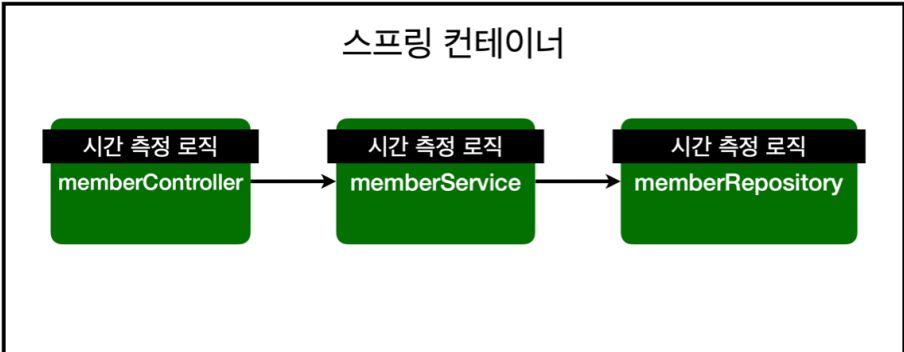 스프링 컨테이너
시간 측정 로직
memberController
시간 측정 로직
memberService
시간 측정 로직
memberRepository